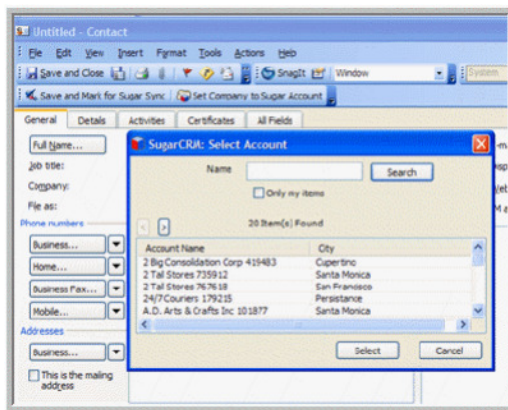 Untitled - Contact
File Edit View Insert Format Tools Actions Help
Save and Close SnagIt Window System
Save and Mark for Sugar Sync Set Company to Sugar Account
General Details Activities Certificates All Fields
Full Name...
Job title:
Company:
File as:
Phone numbers
Business...
Home...
Business Fax...
Mobile...
Addresses
Business...
This is the mailing
address
SugarCRM: Select Account
Name Search
Only my items
20 Item(s) Found
Account Name City
2 Big Consolidation Corp 419483 Cupertino
2 Tall Stores 735912 Santa Monica
2 Tall Stores 767618 San Francisco
24/7 Couriers 179215 Persistance
A.D. Arts & Crafts Inc 101877 Santa Monica
Select Cancel